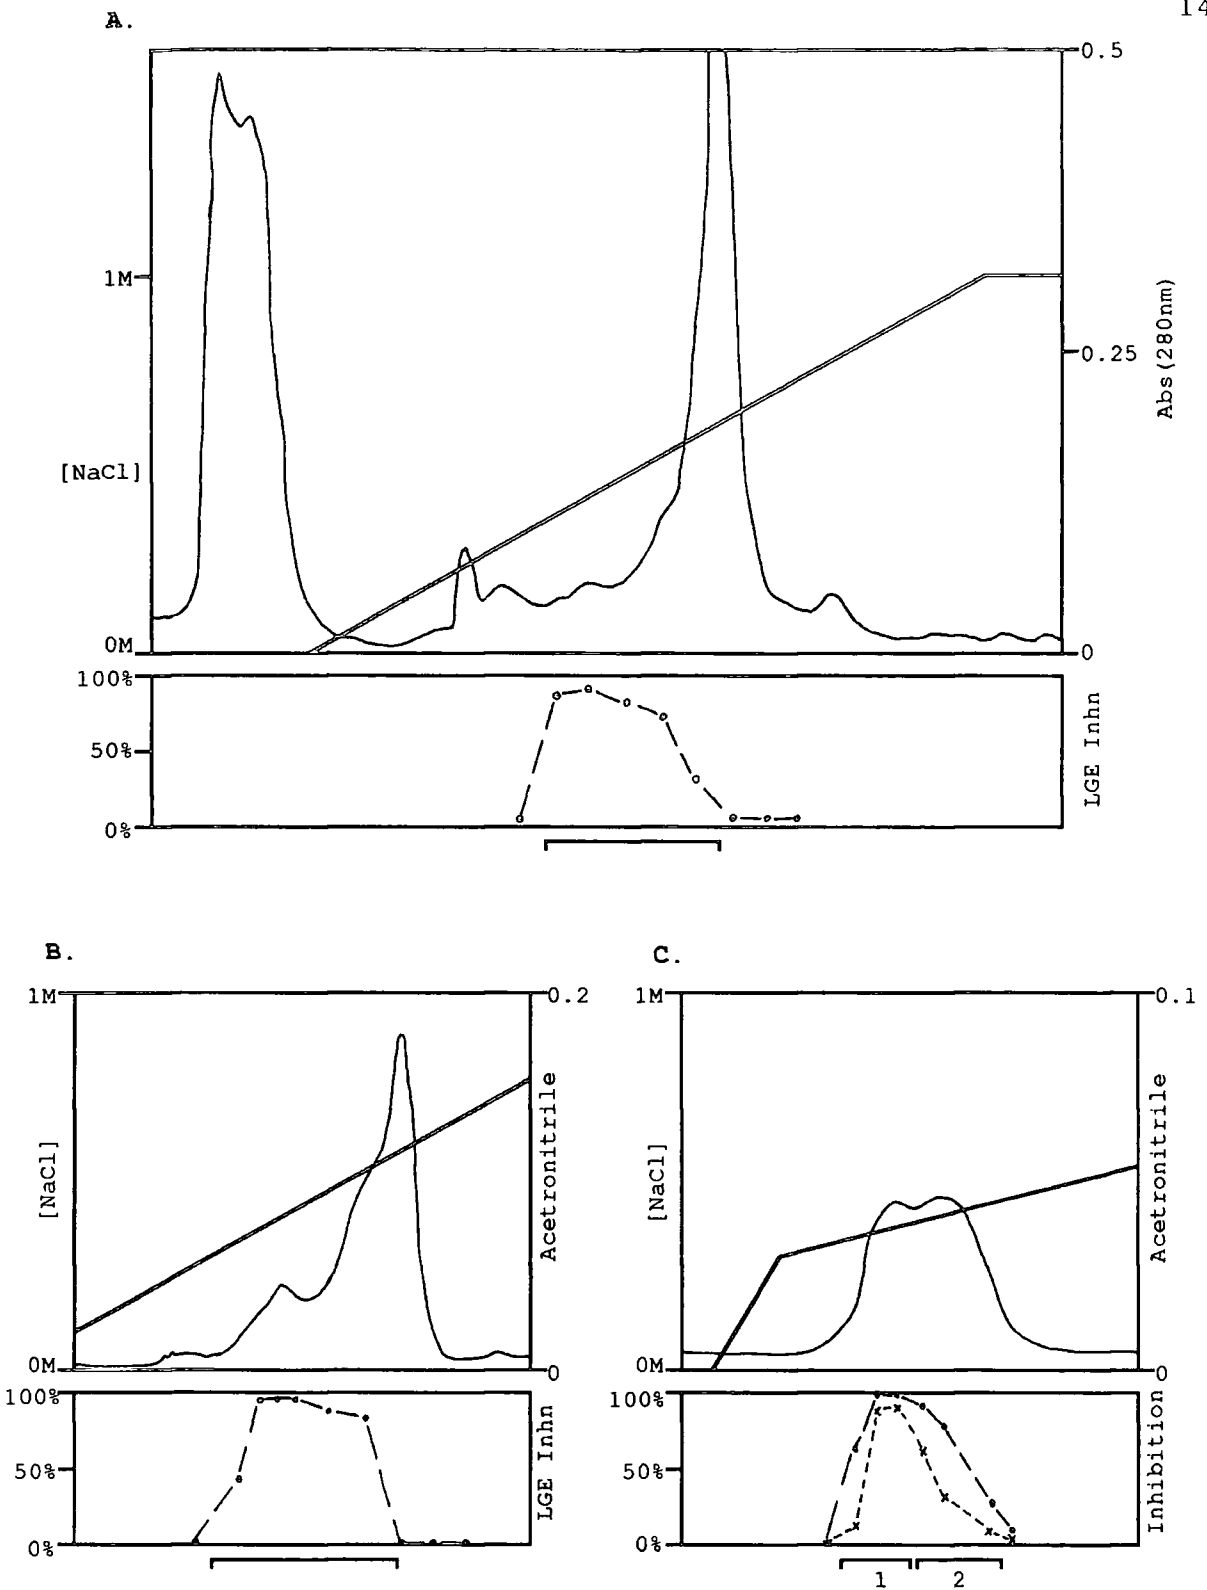 14
A.
0.5
1M
0.25
Abs(280nm)
[NaCl]
0M
0
100%
50%
0%
LGE Inhn
B.
1M
0.2
[NaCl]
Acetronitrile
0M
0
100%
50%
0%
LGE Inhn
C.
1M
0.1
[NaCl]
Acetronitrile
0M
0
100%
50%
0%
Inhibition
1
2